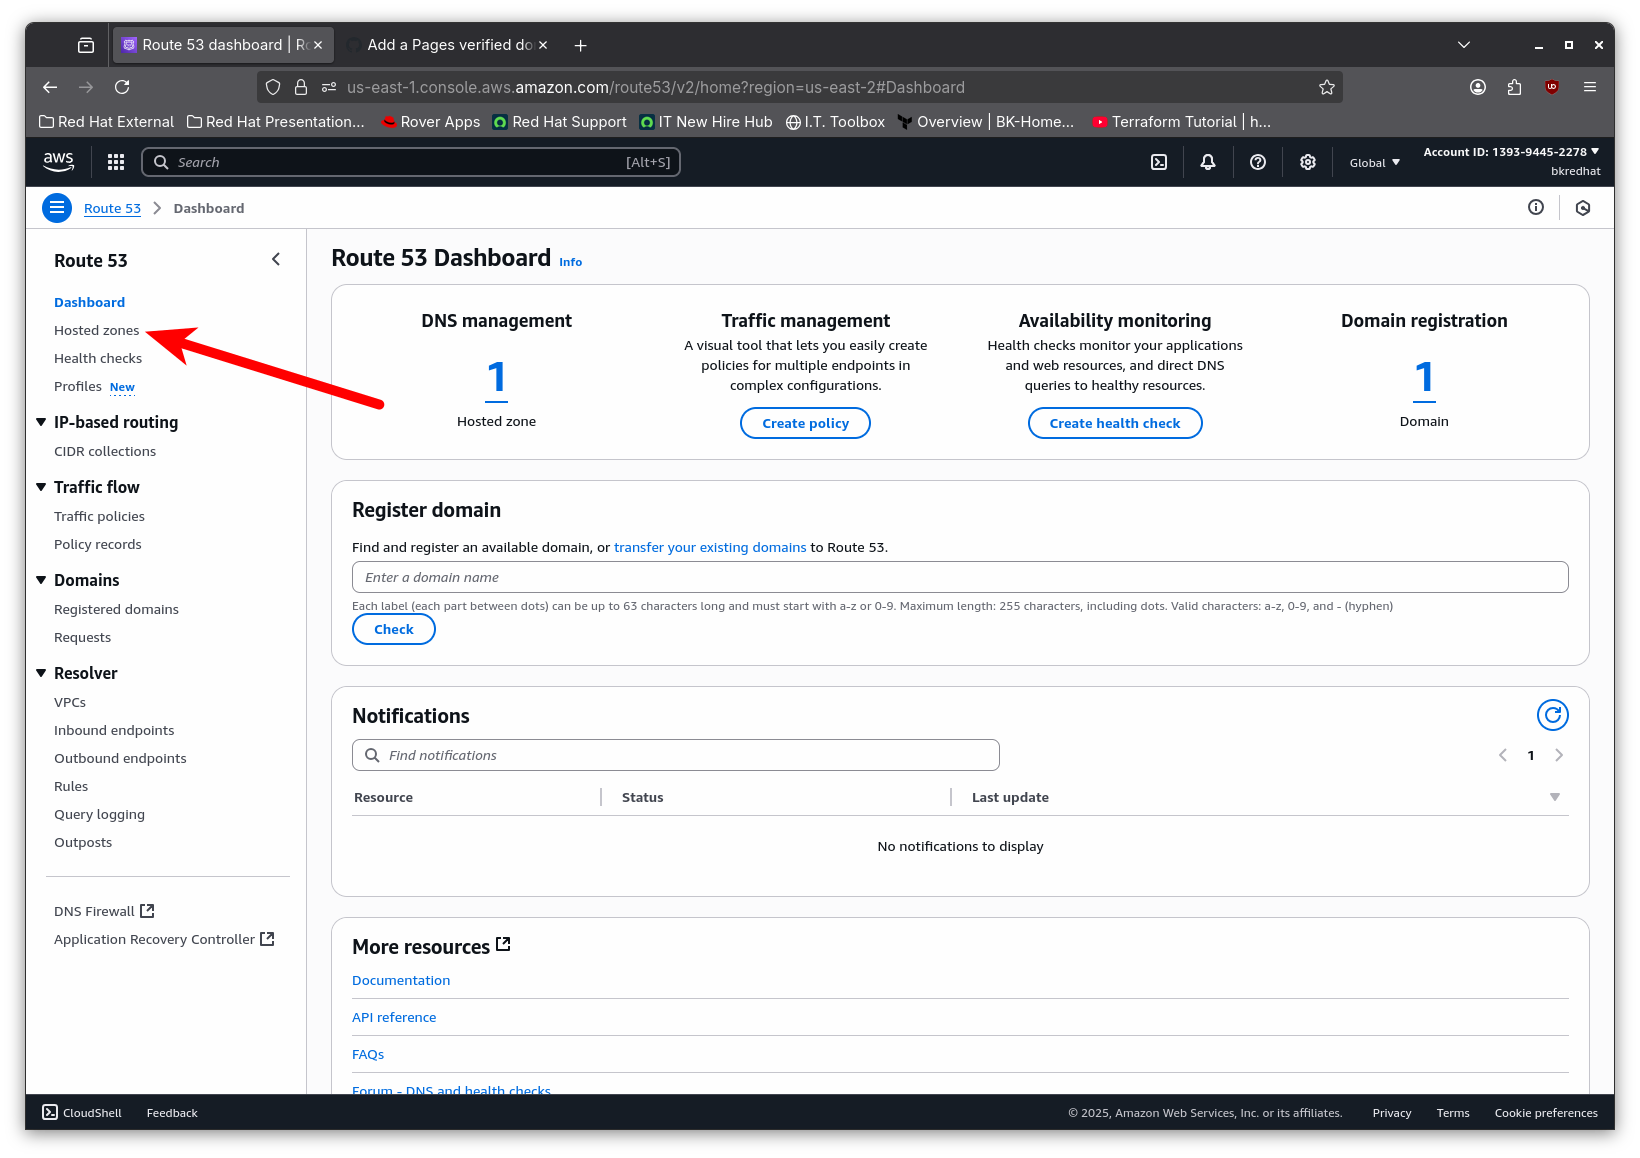 Route 53 dashboard | Ro
Add a Pages verified do
us-east-1.console.aws.amazon.com/route53/v2/home?region=us-east-2#Dashboard
Red Hat External
Red Hat Presentation...
Rover Apps
Red Hat Support
IT New Hire Hub
I.T. Toolbox
Overview | BK-Home...
Terraform Tutorial | h...
aws
Search
[Alt+S]
Global
Account ID: 1393-9445-2278
bkredhat
Route 53
Dashboard
Route 53
Dashboard
Hosted zones
Health checks
Profiles New
IP-based routing
CIDR collections
Traffic flow
Traffic policies
Policy records
Domains
Registered domains
Requests
Resolver
VPCs
Inbound endpoints
Outbound endpoints
Rules
Query logging
Outposts
DNS Firewall
Application Recovery Controller
Route 53 Dashboard Info
DNS management
1
Hosted zone
Traffic management
A visual tool that lets you easily create
policies for multiple endpoints in
complex configurations.
Create policy
Availability monitoring
Health checks monitor your applications
and web resources, and direct DNS
queries to healthy resources.
Create health check
Domain registration
1
Domain
Register domain
Find and register an available domain, or transfer your existing domains to Route 53.
Enter a domain name
Each label (each part between dots) can be up to 63 characters long and must start with a-z or 0-9. Maximum length: 255 characters, including dots. Valid characters: a-z, 0-9, and - (hyphen)
Check
Notifications
Find notifications
1
Resource
Status
Last update
No notifications to display
More resources
Documentation
API reference
FAQs
Forum - DNS and health checks
CloudShell
Feedback
© 2025, Amazon Web Services, Inc. or its affiliates.
Privacy
Terms
Cookie preferences